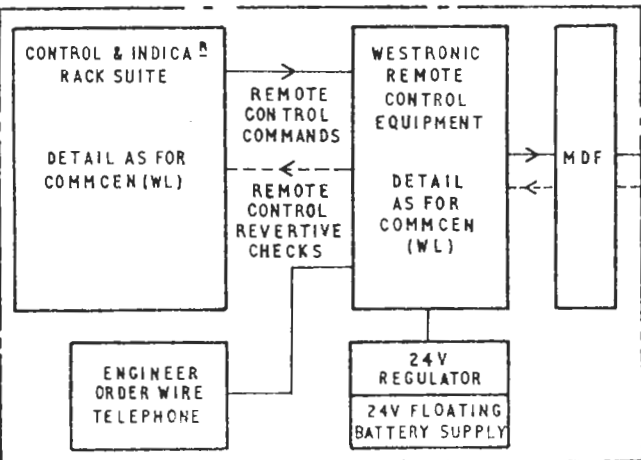 CONTROL & INDICAᴿ
RACK SUITE
DETAIL AS FOR
COMMCEN (WL)
REMOTE
CONTROL
COMMANDS
REMOTE
CONTROL
REVERTIVE
CHECKS
WESTRONIC
REMOTE
CONTROL
EQUIPMENT
DETAIL
AS FOR
COMMCEN
(WL)
MDF
ENGINEER
ORDER WIRE
TELEPHONE
24V
REGULATOR
24V FLOATING
BATTERY SUPPLY